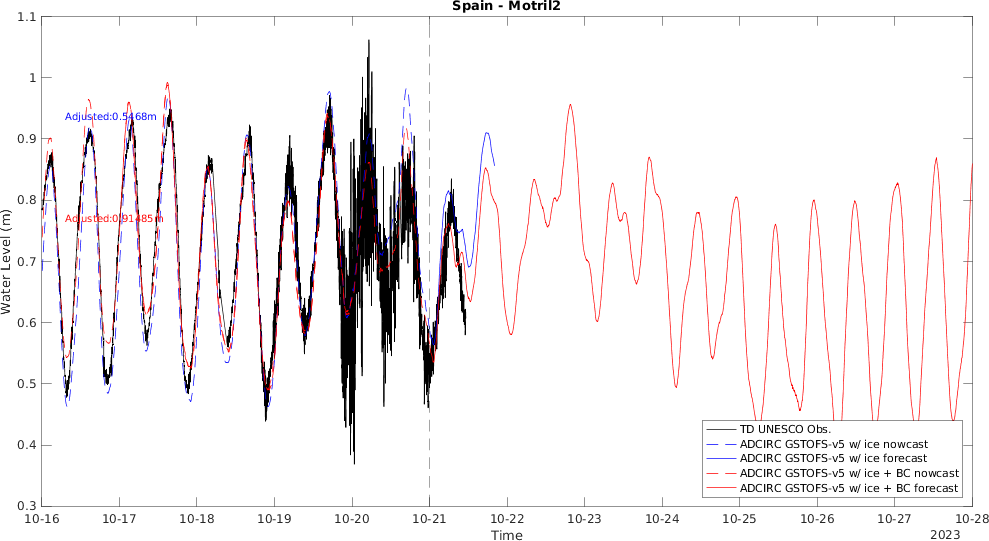 Spain - Motril2
1.1
1
0.9
0.8
0.7
0.6
0.5
0.4
0.3
Water Level (m)
Adjusted:0.5468m
Adjusted:0.91485m
TD UNESCO Obs.
ADCIRC GSTOFS-v5 w/ ice nowcast
ADCIRC GSTOFS-v5 w/ ice forecast
ADCIRC GSTOFS-v5 w/ ice + BC nowcast
ADCIRC GSTOFS-v5 w/ ice + BC forecast
10-16 10-17 10-18 10-19 10-20 10-21 10-22 10-23 10-24 10-25 10-26 10-27 10-28
Time
2023